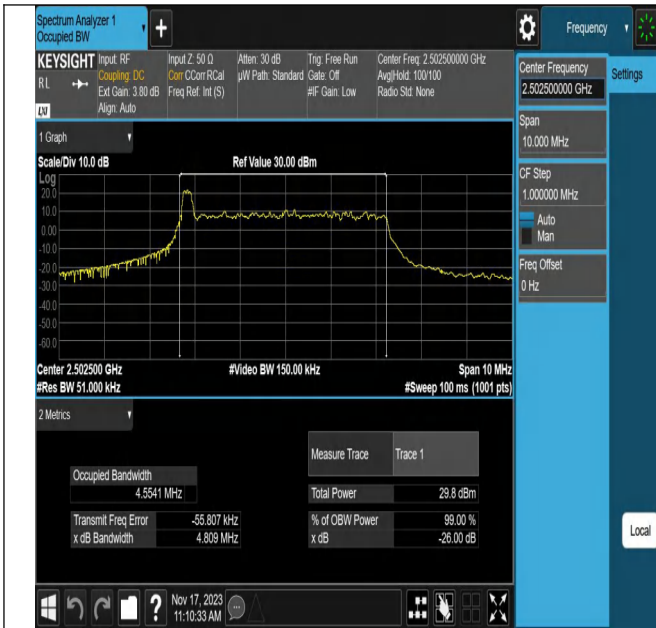 Spectrum Analyzer 1
Occupied BW
+
Frequency
KEYSIGHT
RL
LXI
Input: RF
Coupling: DC
Ext Gain: 3.80 dB
Align: Auto
Input Z: 50 Ω
Corr CCorr RCal
Freq Ref: Int (S)
Atten: 30 dB
µW Path: Standard
Trig: Free Run
Gate: Off
#IF Gain: Low
Center Freq: 2.502500000 GHz
Avg|Hold: 100/100
Radio Std: None
Center Frequency
2.502500000 GHz
Settings
Span
10.000 MHz
CF Step
1.000000 MHz
Auto
Man
Freq Offset
0 Hz
Local
1 Graph
Scale/Div 10.0 dB
Ref Value 30.00 dBm
Log
20.0
10.0
0.00
-10.0
-20.0
-30.0
-40.0
-50.0
-60.0
Center 2.502500 GHz
#Video BW 150.00 kHz
Span 10 MHz
#Res BW 51.000 kHz
#Sweep 100 ms (1001 pts)
2 Metrics
Measure Trace
Trace 1
Occupied Bandwidth
4.5541 MHz
Total Power
29.8 dBm
Transmit Freq Error
-55.807 kHz
% of OBW Power
99.00 %
x dB Bandwidth
4.809 MHz
x dB
-26.00 dB
?
Nov 17, 2023
11:10:33 AM